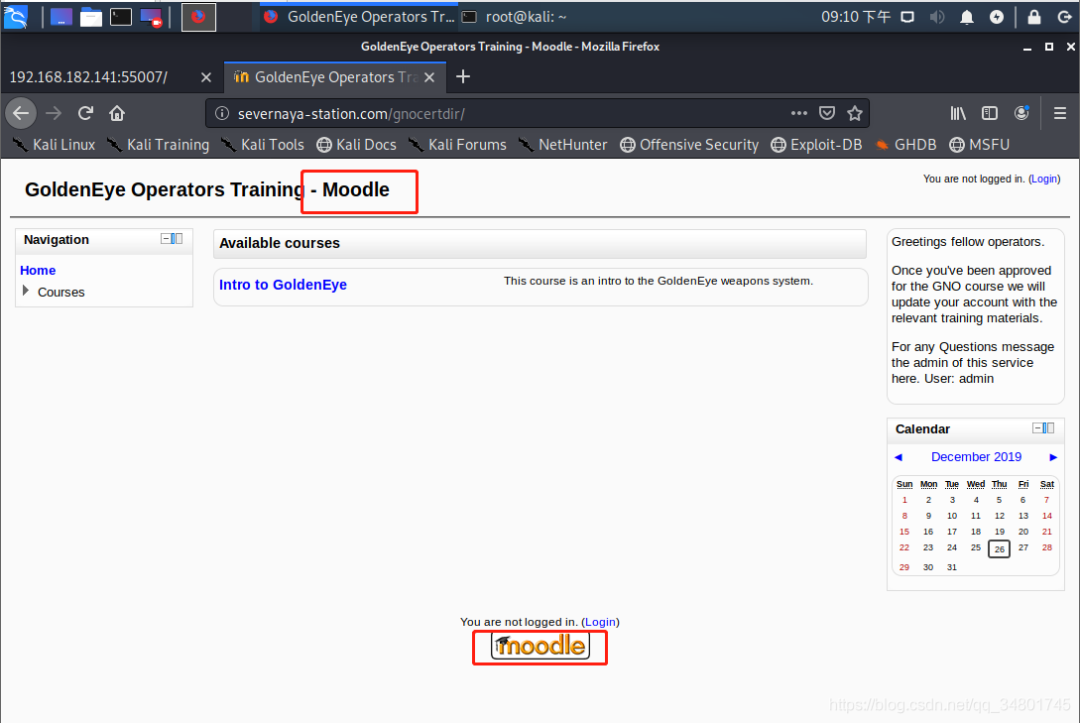 GoldenEye Operators Tr... root@kali: ~ 09:10 下午
GoldenEye Operators Training - Moodle - Mozilla Firefox
192.168.182.141:55007/ GoldenEye Operators Tra
severnaya-station.com/gnocertdir/
Kali Linux Kali Training Kali Tools Kali Docs Kali Forums NetHunter Offensive Security Exploit-DB GHDB MSFU
GoldenEye Operators Training - Moodle
You are not logged in. (Login)
Navigation
Home
Courses
Available courses
Intro to GoldenEye
This course is an intro to the GoldenEye weapons system.
Greetings fellow operators.
Once you've been approved
for the GNO course we will
update your account with the
relevant training materials.
For any Questions message
the admin of this service
here. User: admin
Calendar
◄ December 2019 ►
Sun Mon Tue Wed Thu Fri Sat
1 2 3 4 5 6 7
8 9 10 11 12 13 14
15 16 17 18 19 20 21
22 23 24 25 26 27 28
29 30 31
You are not logged in. (Login)
moodle
https://blog.csdn.net/qq_34801745